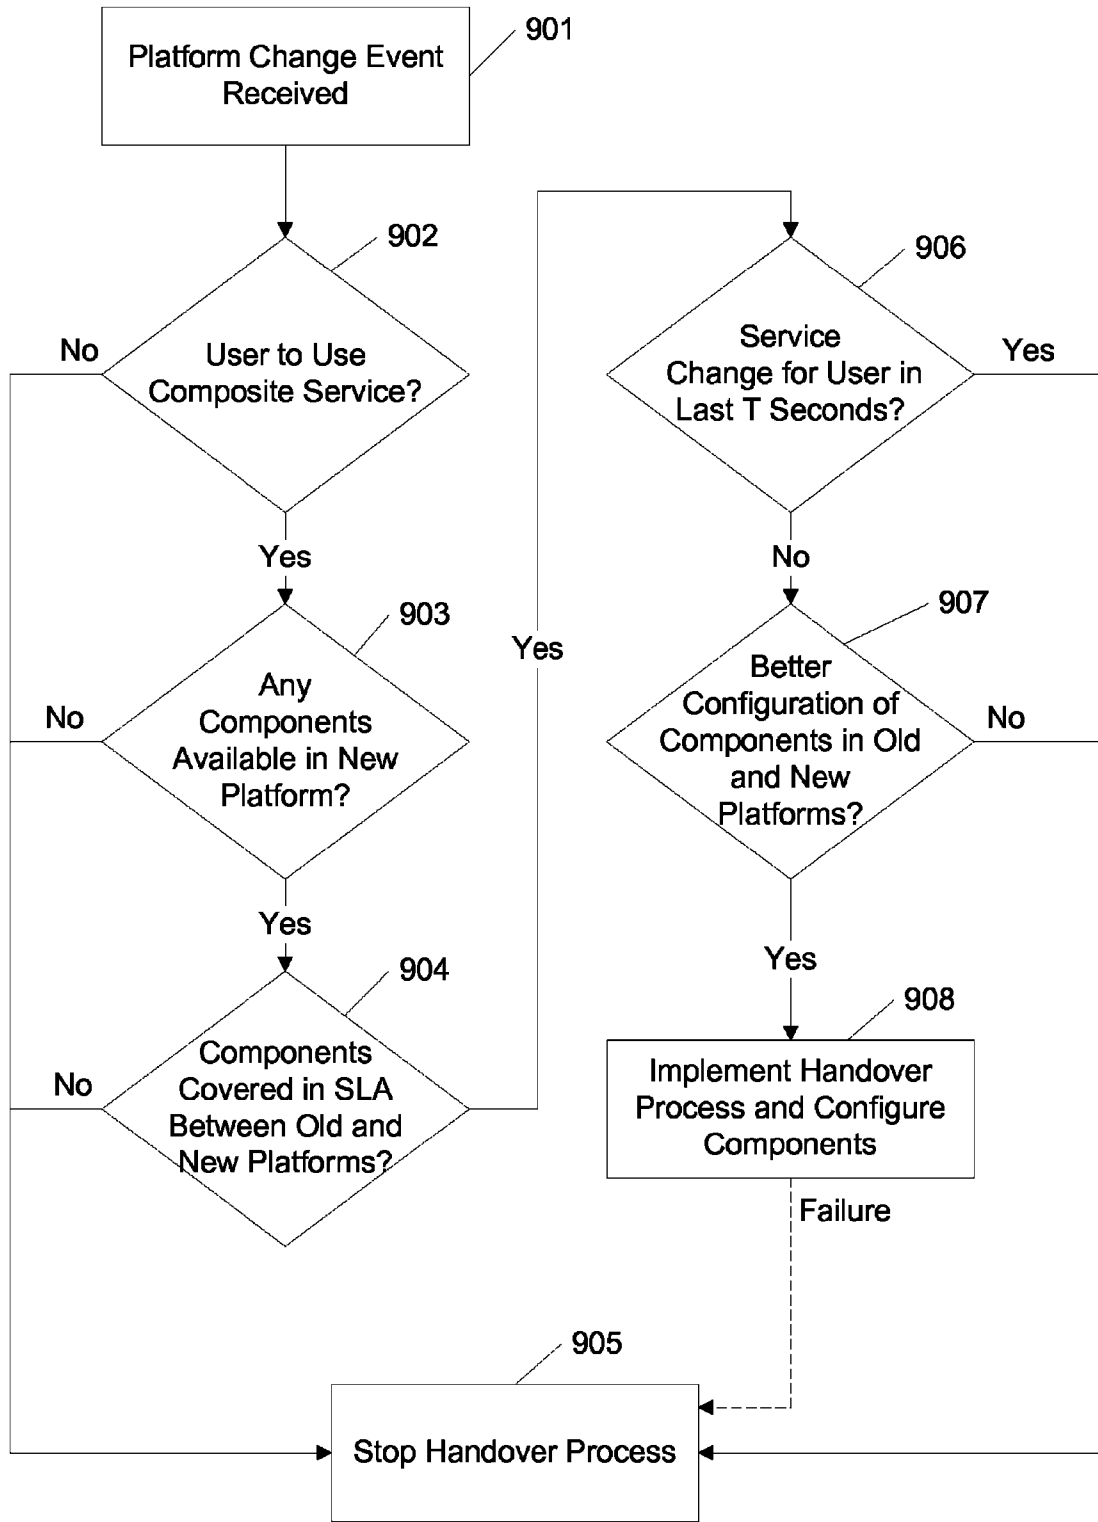 Platform Change Event
Received
901
902
User to Use
Composite Service?
No
Yes
903
Any
Components
Available in New
Platform?
No
Yes
904
Components
Covered in SLA
Between Old and
New Platforms?
No
Yes
906
Service
Change for User in
Last T Seconds?
Yes
No
907
Better
Configuration of
Components in Old
and New
Platforms?
No
Yes
908
Implement Handover
Process and Configure
Components
Failure
905
Stop Handover Process